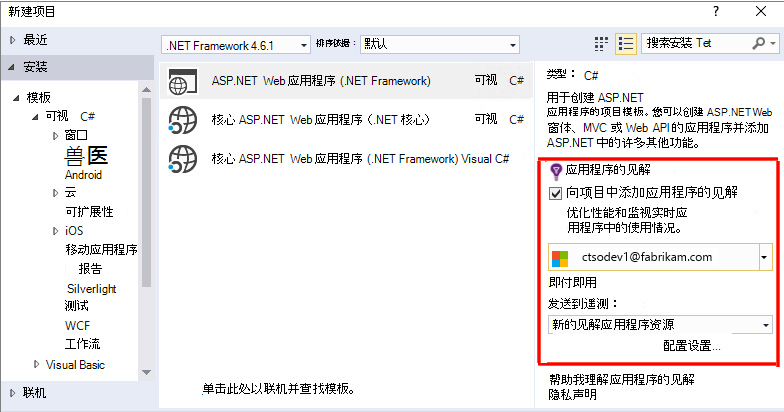 新建项目
? ×
最近
.NET Framework 4.6.1
排序依据： 默认
搜索安装 Tet
安装
模板
可视 C#
窗口
兽医
Android
云
可扩展性
iOS
移动应用程序
报告
Silverlight
测试
WCF
工作流
Visual Basic
联机
ASP.NET Web 应用程序 (.NET Framework) 可视 C#
核心 ASP.NET Web 应用程序（.NET 核心） 可视 C#
核心 ASP.NET Web 应用程序 (.NET Framework) Visual C#
单击此处以联机并查找模板。
类型： C#
用于创建 ASP.NET
应用程序的项目模板。您可以创建 ASP.NET Web
窗体、MVC 或 Web API 的应用程序并添加
ASP.NET 中的许多其他功能。
应用程序的见解
向项目中添加应用程序的见解
优化性能和监视实时应
用程序中的使用情况。
ctsodev1@fabrikam.com
即付即用
发送到遥测：
新的见解应用程序资源
配置设置...
帮助我理解应用程序的见解
隐私声明